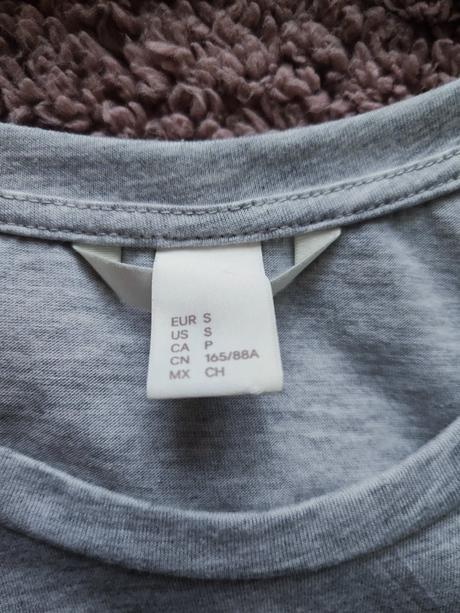 EUR S
US S
CA P
CN 165/88A
MX CH